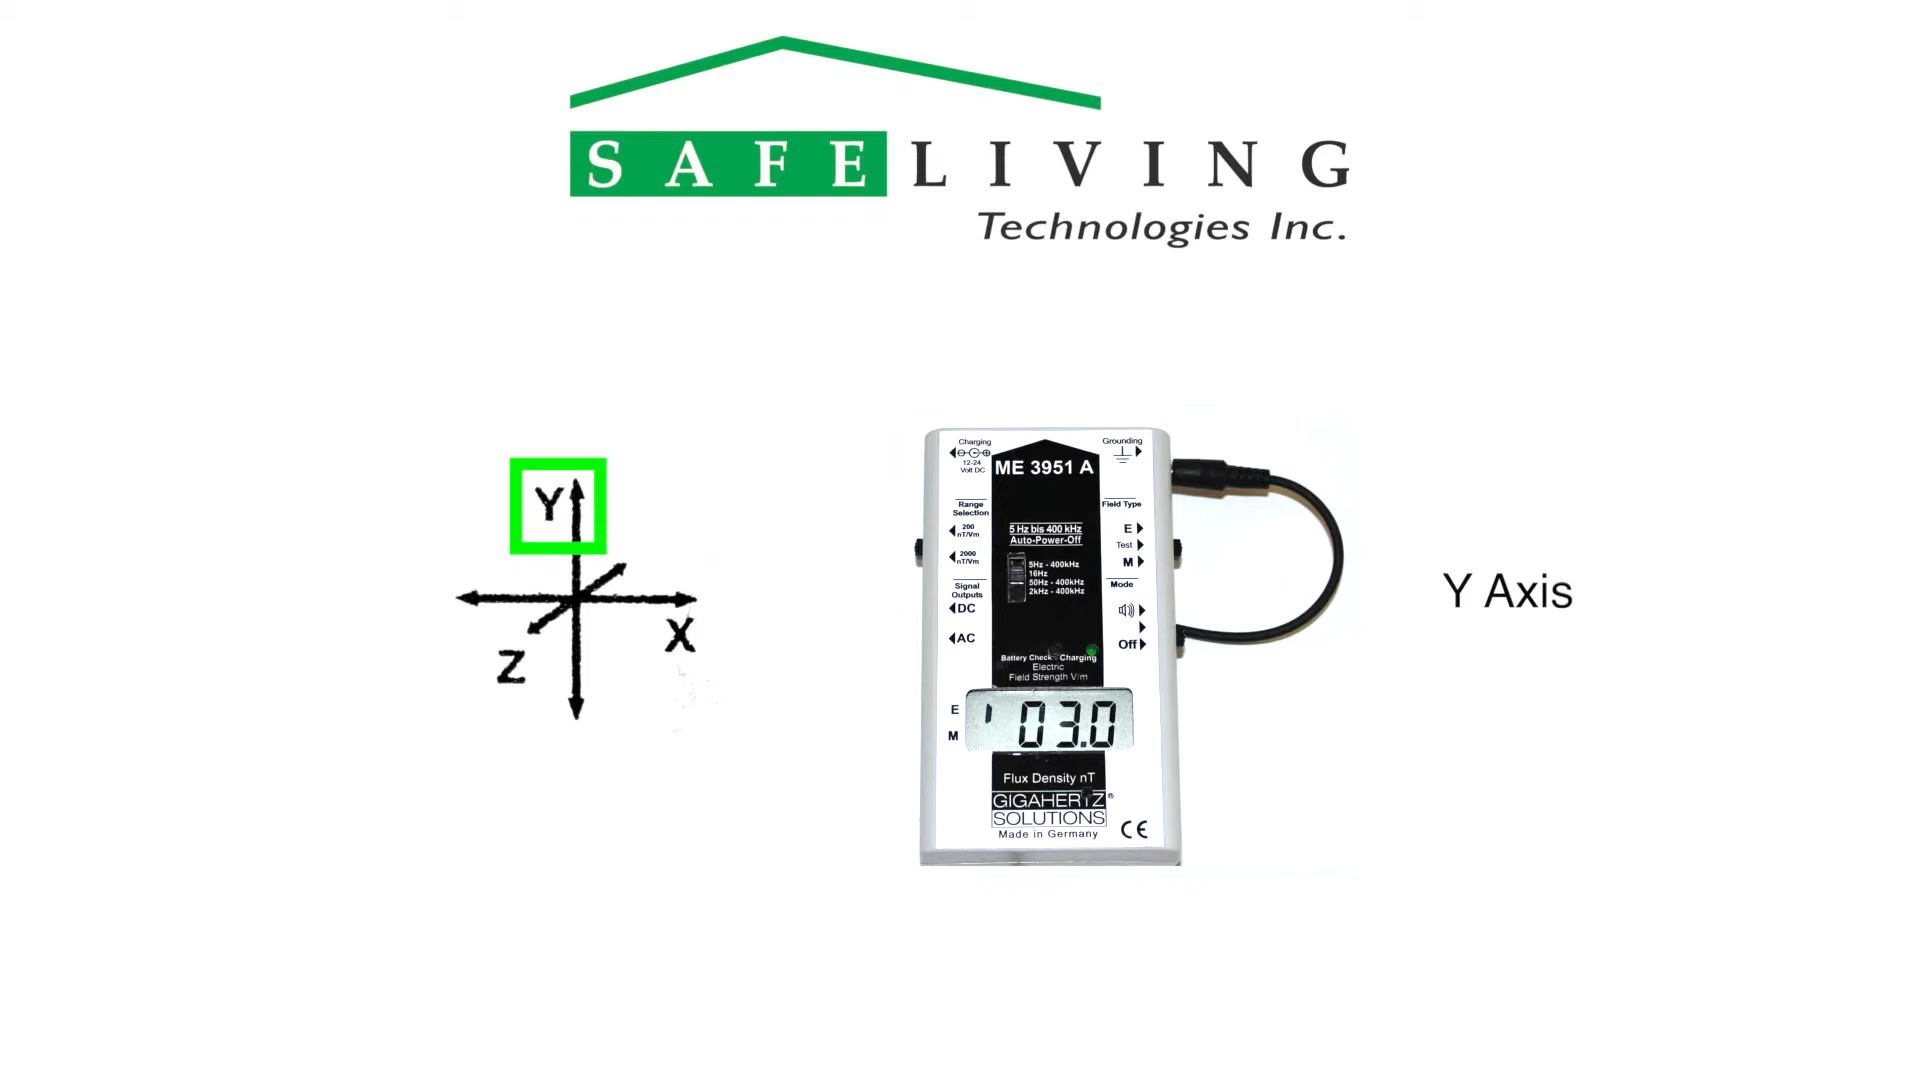 SAFELIVING
Technologies Inc.
Y
X
Z
Charging
12-24
Volt DC
Grounding
ME 3951 A
Range
Selection
Field Type
200
nT/Vm
5 Hz bis 400 kHz
Auto-Power-Off
E
Test
M
2000
nT/Vm
5Hz - 400kHz
16Hz
50Hz - 400kHz
2kHz - 400kHz
Signal
Outputs
Mode
DC
AC
Off
Battery Check - Charging
Electric
Field Strength V/m
E
M
03.0
Flux Density nT
GIGAHERTZ®
SOLUTIONS
Made in Germany
CE
Y Axis